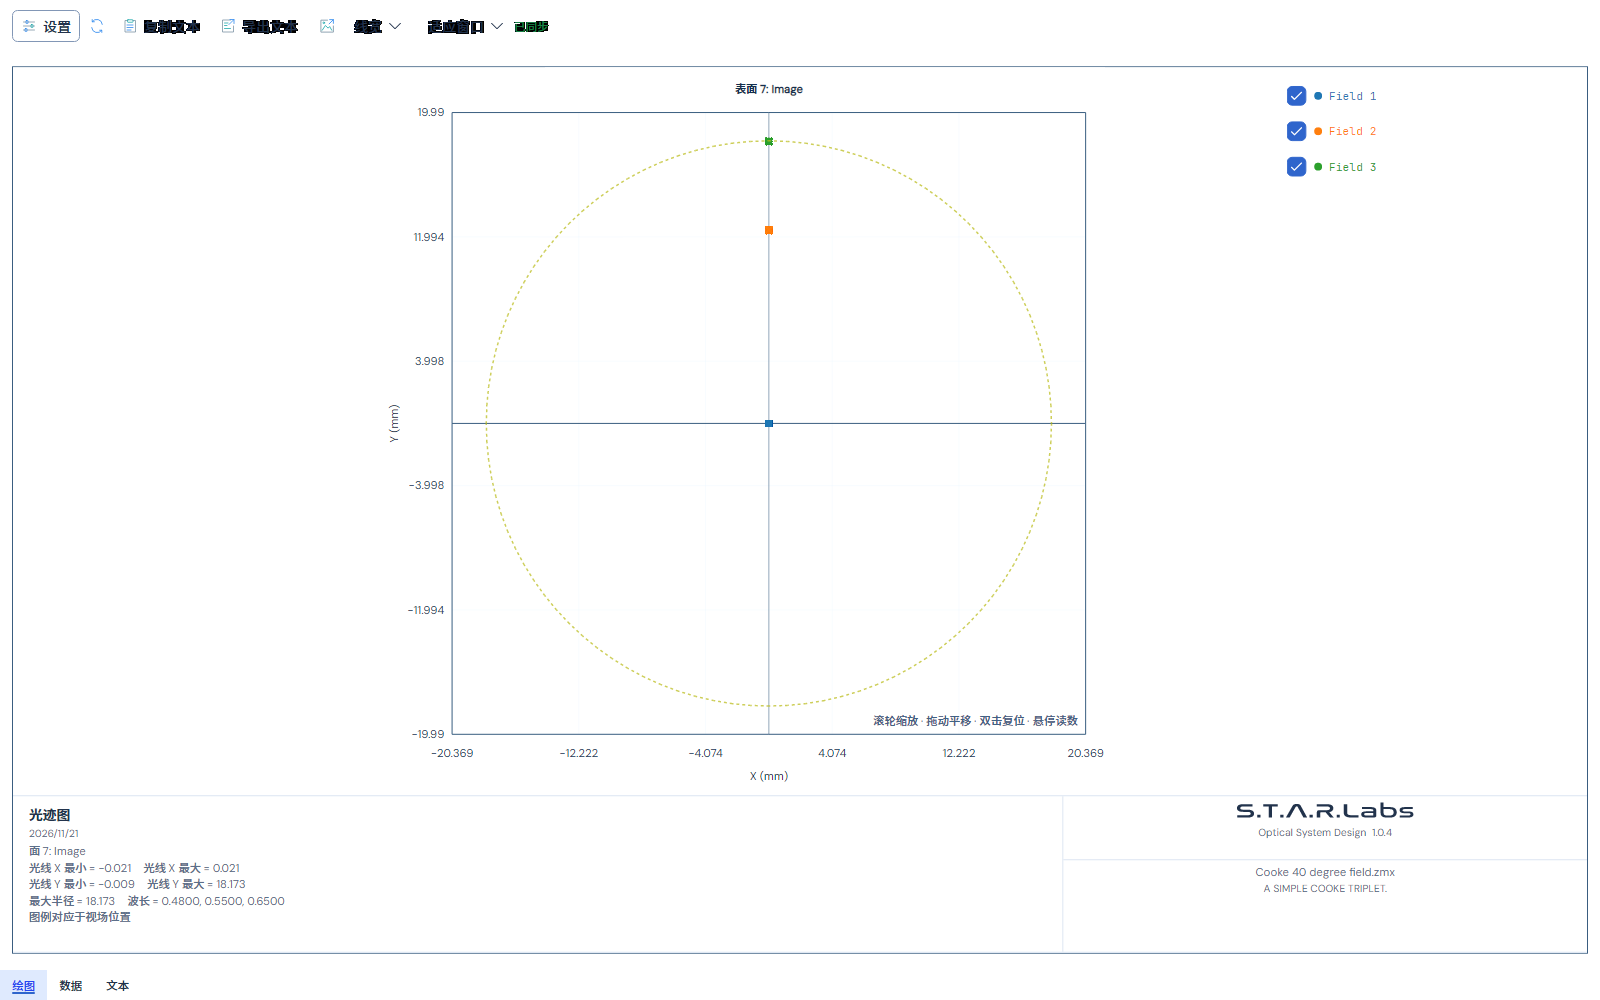 设置
表面 7: Image
Field 1
Field 2
Field 3
19.99
11.994
3.998
-3.998
-11.994
-19.99
Y (mm)
滚轮缩放 · 拖动平移 · 双击复位 · 悬停读数
-20.369 -12.222 -4.074 4.074 12.222 20.369
X (mm)
光迹图
2026/11/21
面 7: Image
光线 X 最小 = -0.021 光线 X 最大 = 0.021
光线 Y 最小 = -0.009 光线 Y 最大 = 18.173
最大半径 = 18.173 波长 = 0.4800, 0.5500, 0.6500
图例对应于视场位置
S.T.A.R.Labs
Optical System Design 1.0.4
Cooke 40 degree field.zmx
A SIMPLE COOKE TRIPLET.
绘图 数据 文本